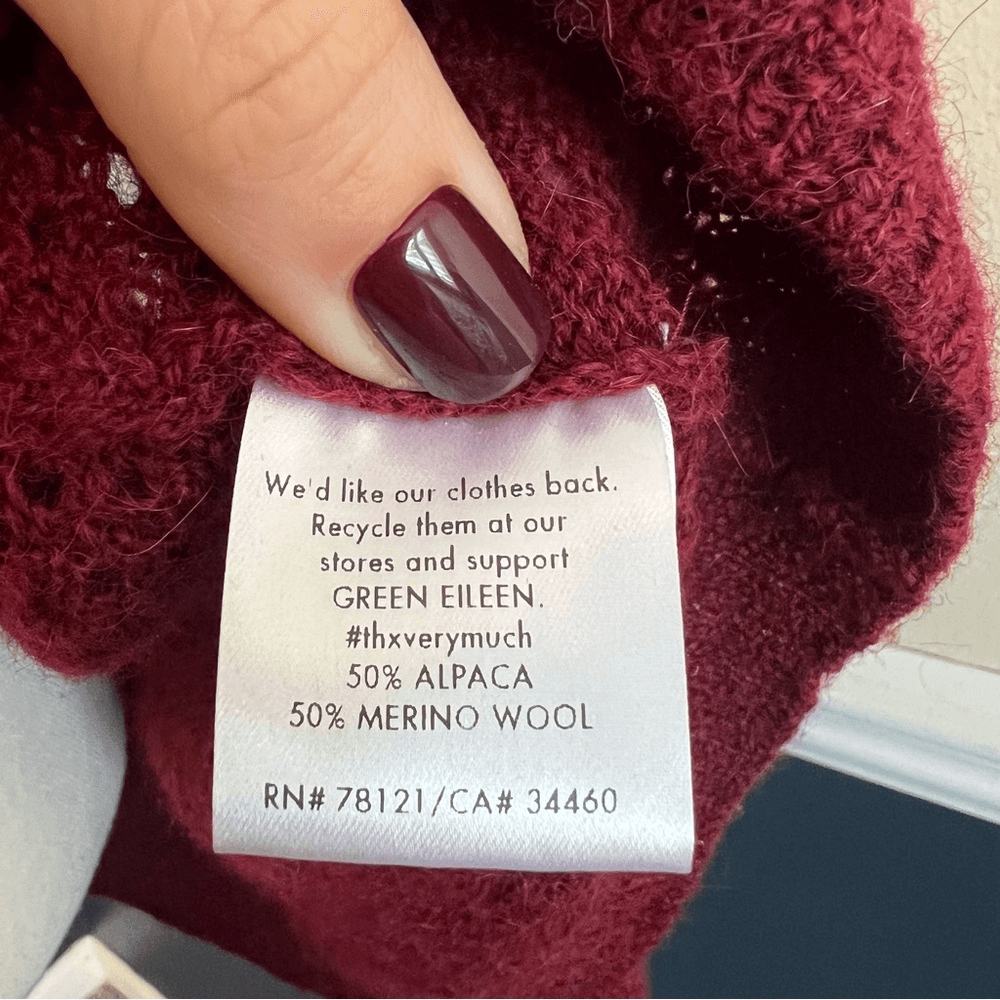 We'd like our clothes back.
Recycle them at our
stores and support
GREEN EILEEN.
#thxverymuch
50% ALPACA
50% MERINO WOOL
RN# 78121/CA# 34460